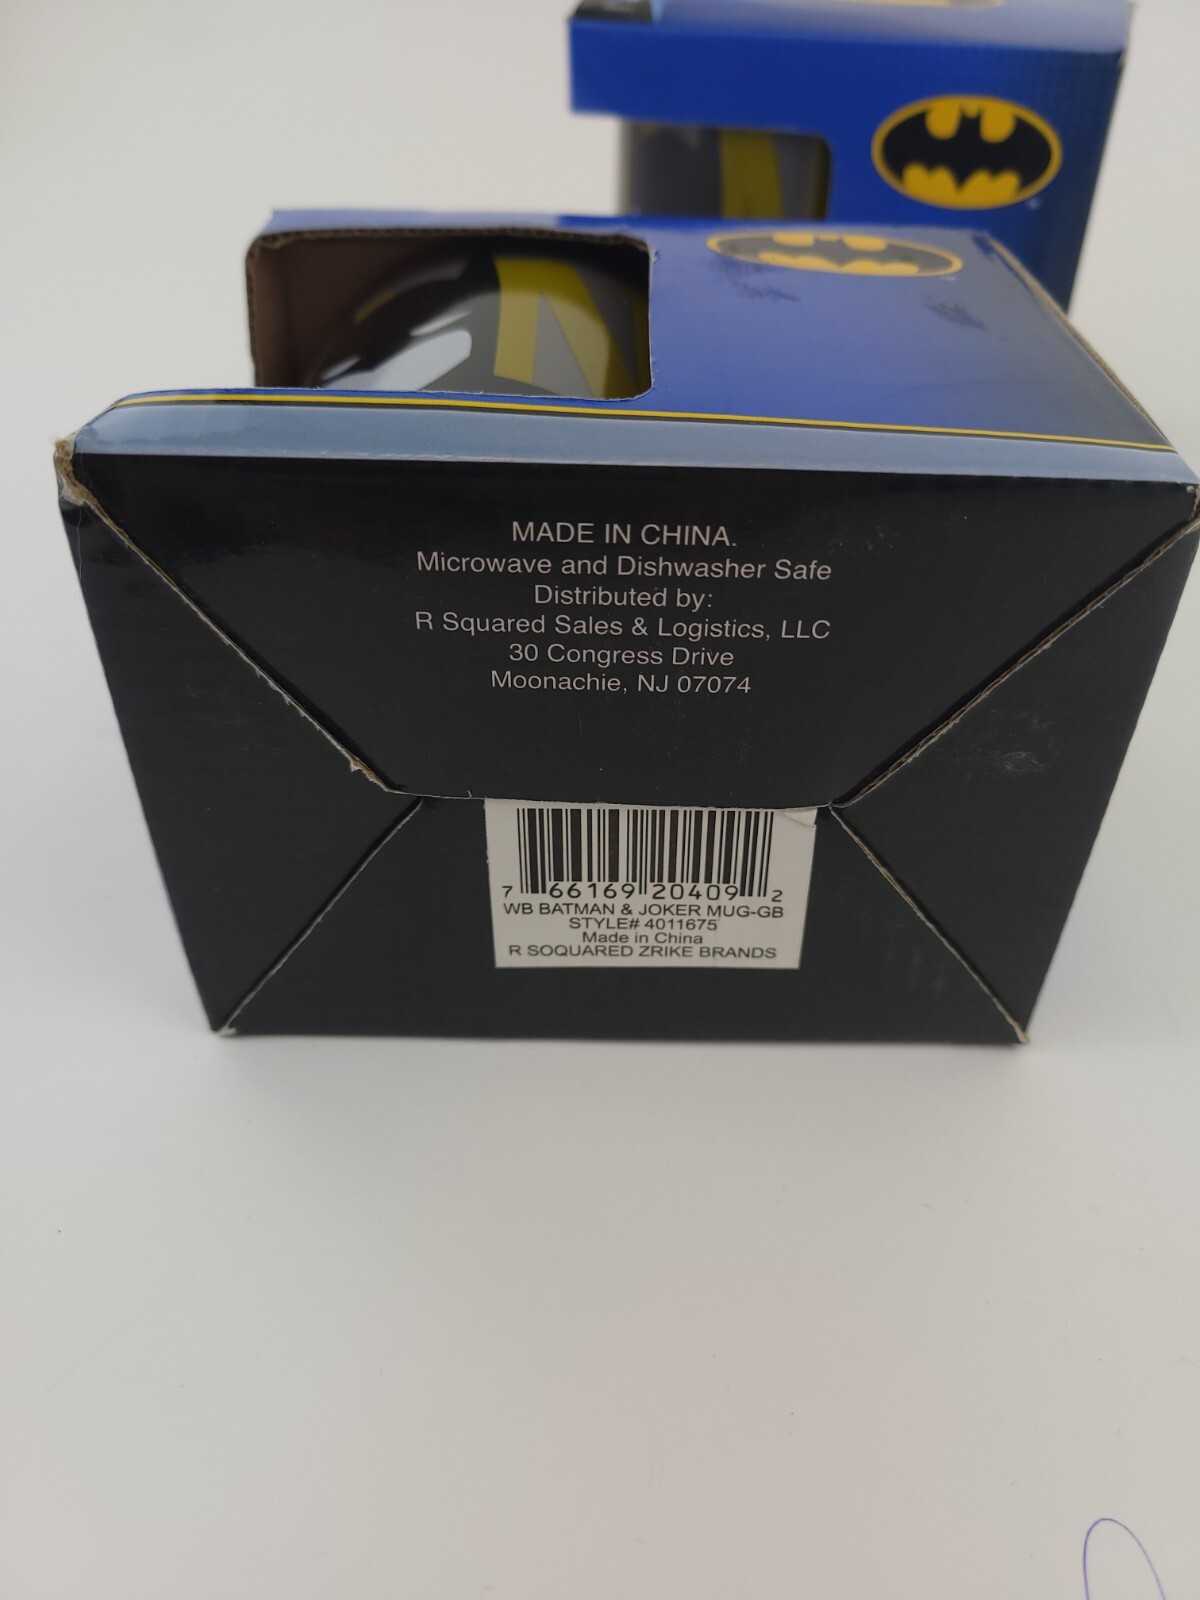 MADE IN CHINA.
Microwave and Dishwasher Safe
Distributed by:
R Squared Sales & Logistics, LLC
30 Congress Drive
Moonachie, NJ 07074
7 66169 20409 2
WB BATMAN & JOKER MUG-GB
STYLE# 4011675
Made in China
R SOQUARED ZRIKE BRANDS